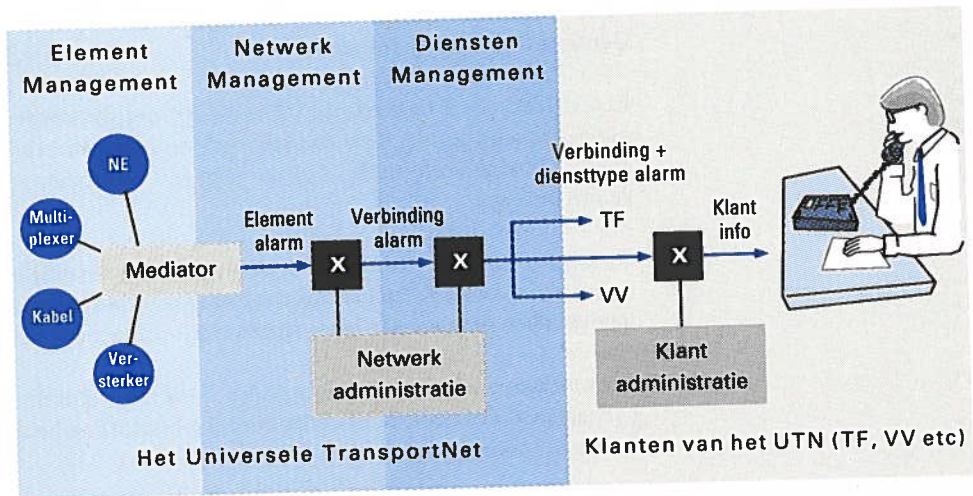 Element
Management
Netwerk
Management
Diensten
Management
NE
Multi-
plexer
Mediator
Kabel
Ver-
sterker
Element
alarm
X
Verbinding
alarm
X
Netwerk
administratie
Verbinding +
diensttype alarm
TF
VV
X
Klant
info
Klant
administratie
Het Universele TransportNet
Klanten van het UTN (TF, VV etc)